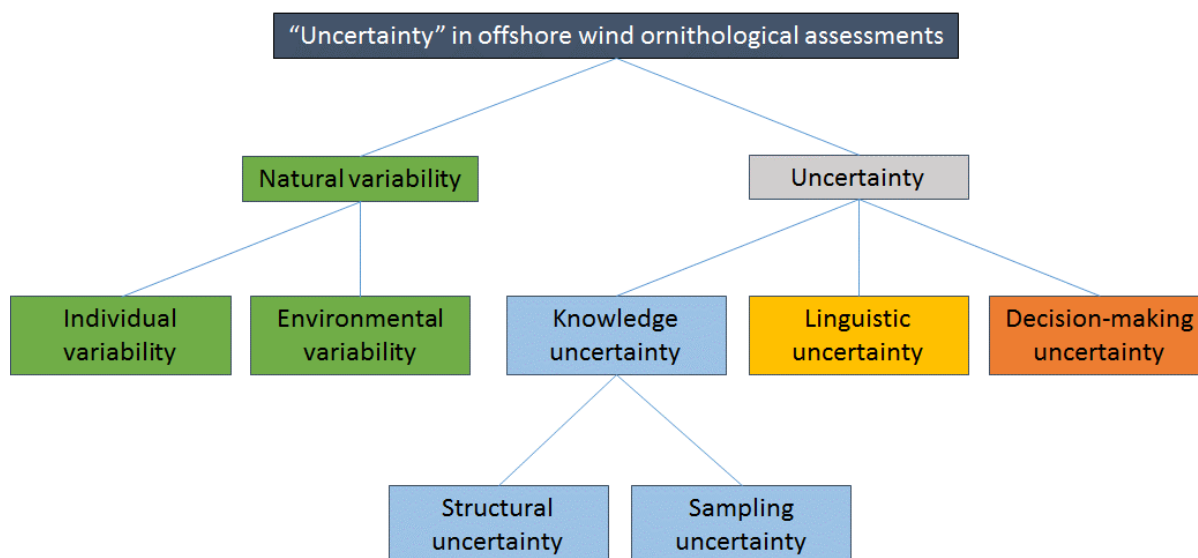 “Uncertainty” in offshore wind ornithological assessments
Natural variability
Uncertainty
Individual
variability
Environmental
variability
Knowledge
uncertainty
Linguistic
uncertainty
Decision-making
uncertainty
Structural
uncertainty
Sampling
uncertainty